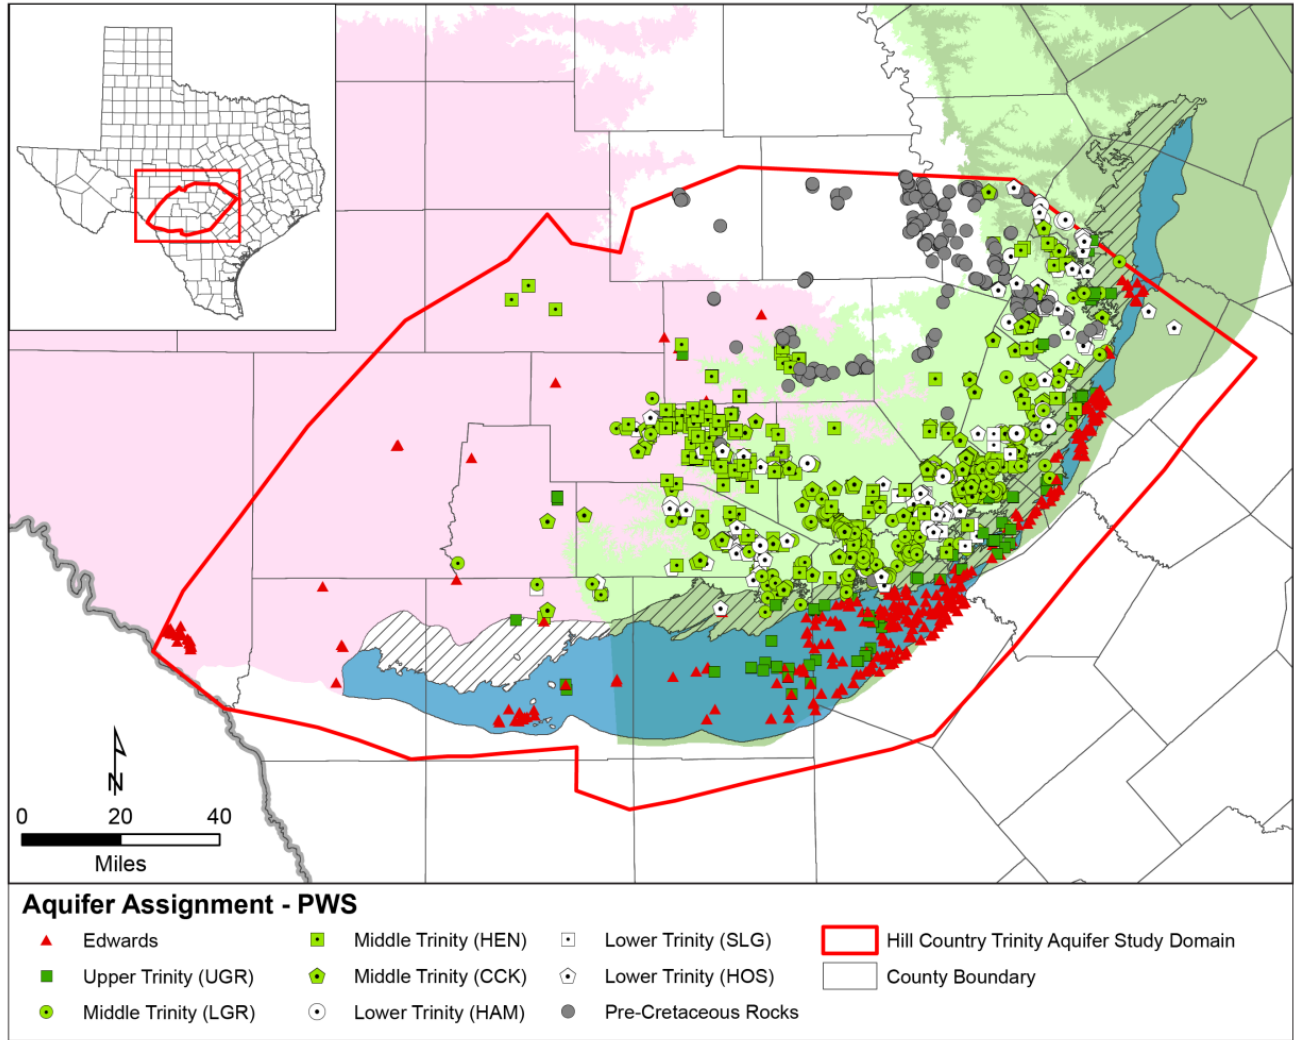 N
0 20 40
Miles
Aquifer Assignment - PWS
Edwards
Upper Trinity (UGR)
Middle Trinity (LGR)
Middle Trinity (HEN)
Middle Trinity (CCK)
Lower Trinity (HAM)
Lower Trinity (SLG)
Lower Trinity (HOS)
Pre-Cretaceous Rocks
Hill Country Trinity Aquifer Study Domain
County Boundary